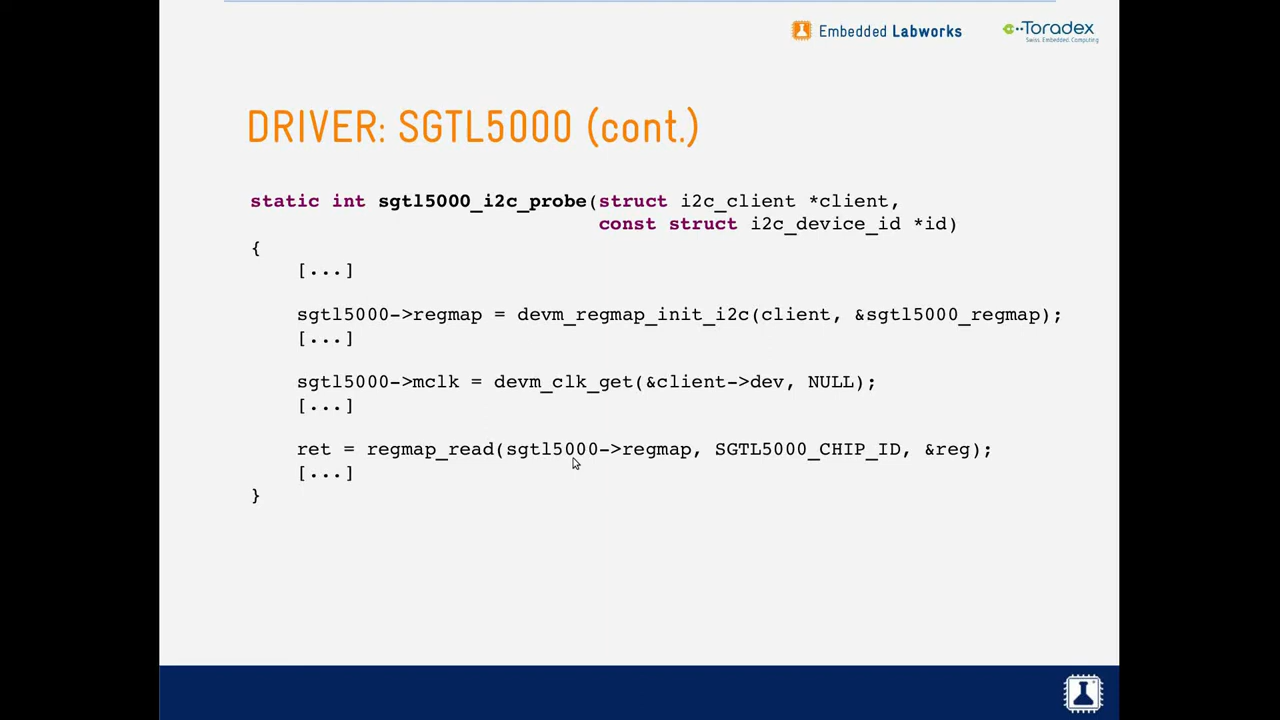 Embedded Labworks
Toradex
Swiss. Embedded. Computing.
DRIVER: SGTL5000 (cont.)
static int sgtl5000_i2c_probe(struct i2c_client *client,
const struct i2c_device_id *id)
{
[...]
sgtl5000->regmap = devm_regmap_init_i2c(client, &sgtl5000_regmap);
[...]
sgtl5000->mclk = devm_clk_get(&client->dev, NULL);
[...]
ret = regmap_read(sgtl5000->regmap, SGTL5000_CHIP_ID, &reg);
[...]
}